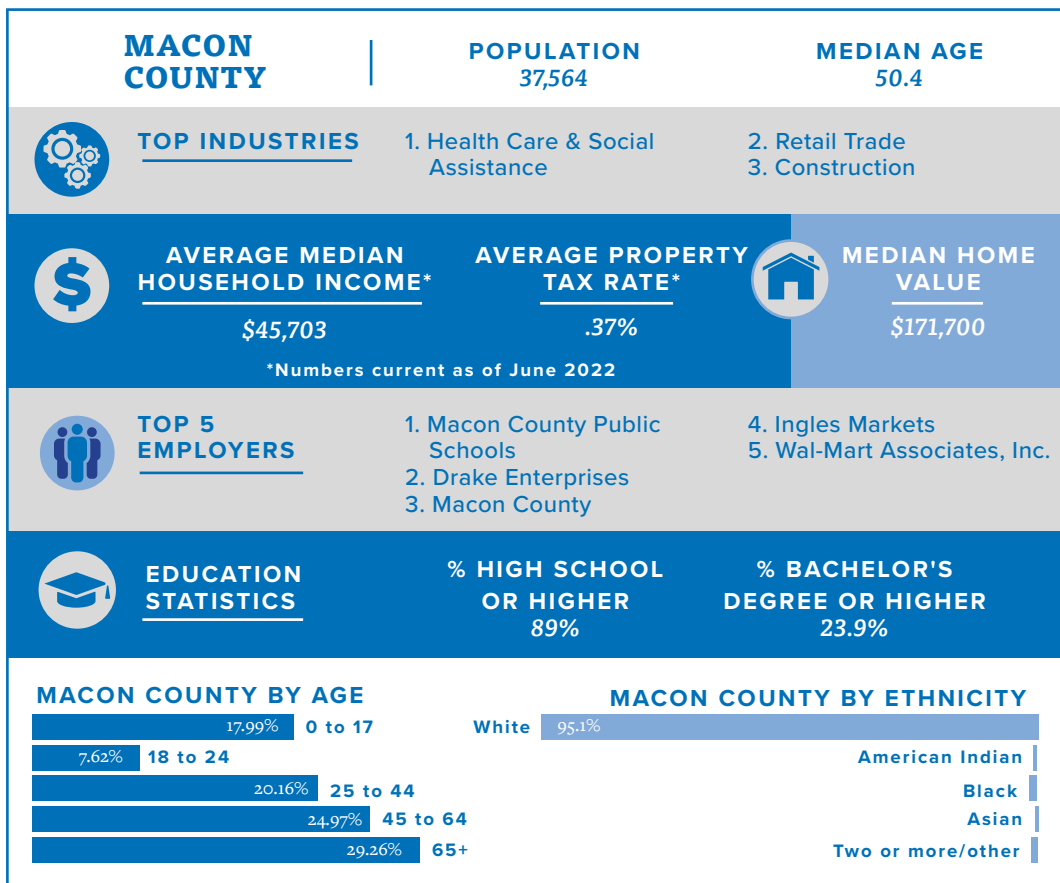 MACON
COUNTY
POPULATION
37,564
MEDIAN AGE
50.4
TOP INDUSTRIES
1. Health Care & Social
Assistance
2. Retail Trade
3. Construction
$
AVERAGE MEDIAN
HOUSEHOLD INCOME*
$45,703
AVERAGE PROPERTY
TAX RATE*
.37%
*Numbers current as of June 2022
MEDIAN HOME
VALUE
$171,700
TOP 5
EMPLOYERS
1. Macon County Public
Schools
2. Drake Enterprises
3. Macon County
4. Ingles Markets
5. Wal-Mart Associates, Inc.
EDUCATION
STATISTICS
% HIGH SCHOOL
OR HIGHER
89%
% BACHELOR'S
DEGREE OR HIGHER
23.9%
MACON COUNTY BY AGE
17.99% 0 to 17
7.62% 18 to 24
20.16% 25 to 44
24.97% 45 to 64
29.26% 65+
MACON COUNTY BY ETHNICITY
White 95.1%
American Indian
Black
Asian
Two or more/other